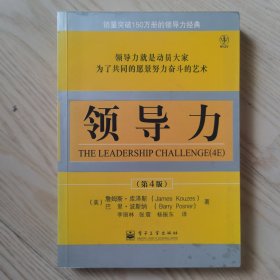 销量突破150万册的领导力经典
领导力就是动员大家
为了共同的愿景努力奋斗的艺术
领导力
THE LEADERSHIP CHALLENGE(4E)
(第4版)
(美) 詹姆斯·库泽斯 (James Kouzes)
巴里·波斯纳 (Barry Posner) 著
李丽林 张震 杨振东 译
电子工业出版社